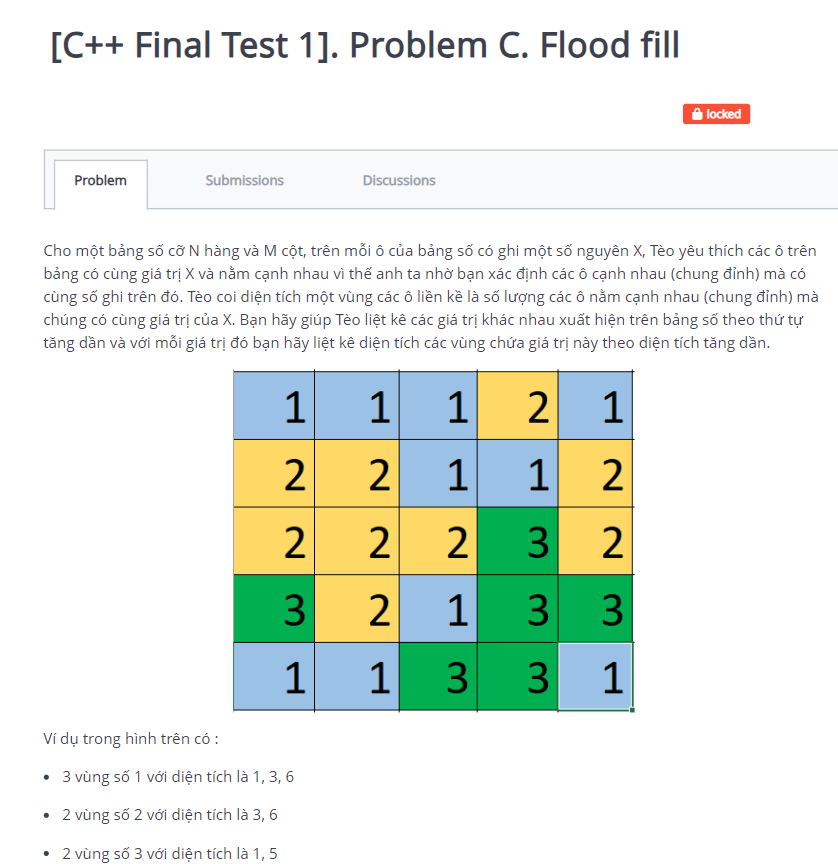 [C++ Final Test 1]. Problem C. Flood fill
locked
Problem Submissions Discussions
Cho một bảng số cỡ N hàng và M cột, trên mỗi ô của bảng số có ghi một số nguyên X, Tèo yêu thích các ô trên
bảng có cùng giá trị X và nằm cạnh nhau vì thế anh ta nhờ bạn xác định các ô cạnh nhau (chung đỉnh) mà có
cùng số ghi trên đó. Tèo coi diện tích một vùng các ô liền kề là số lượng các ô nằm cạnh nhau (chung đỉnh) mà
chúng có cùng giá trị của X. Bạn hãy giúp Tèo liệt kê các giá trị khác nhau xuất hiện trên bảng số theo thứ tự
tăng dần và với mỗi giá trị đó bạn hãy liệt kê diện tích các vùng chứa giá trị này theo diện tích tăng dần.
1 1 1 2 1
2 2 1 1 2
2 2 2 3 2
3 2 1 3 3
1 1 3 3 1
Ví dụ trong hình trên có :
• 3 vùng số 1 với diện tích là 1, 3, 6
• 2 vùng số 2 với diện tích là 3, 6
• 2 vùng số 3 với diện tích là 1, 5